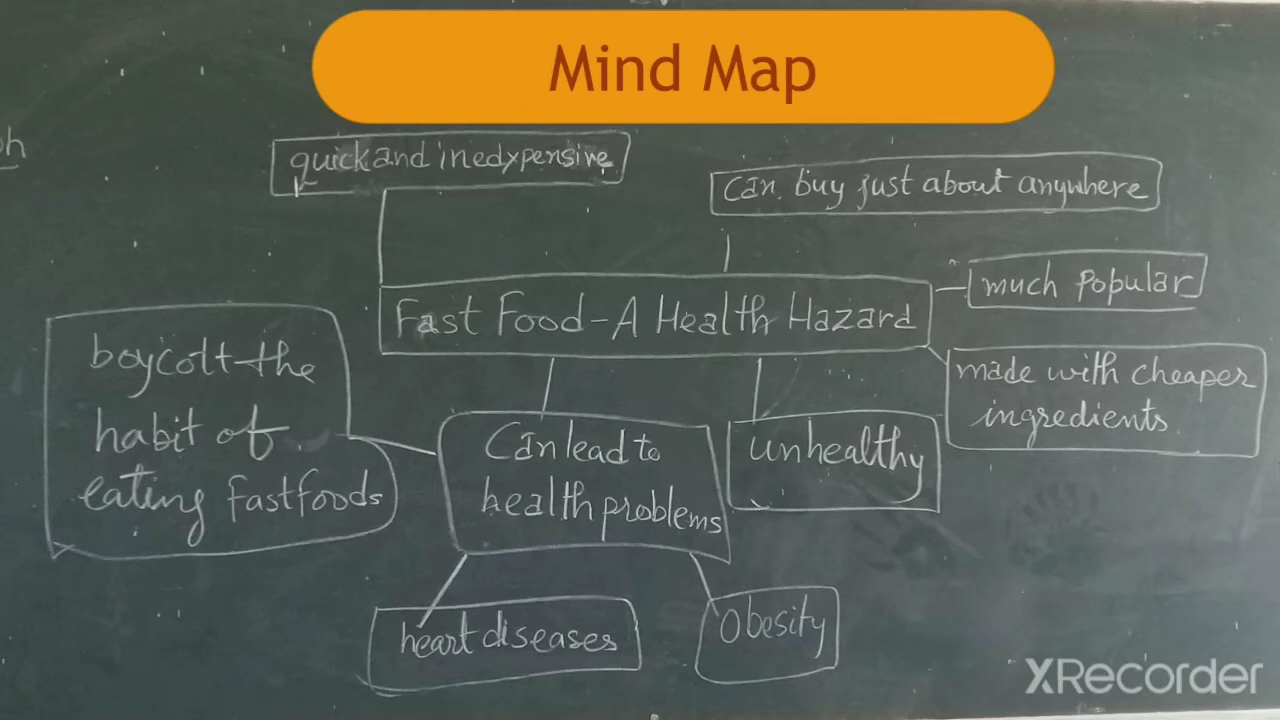 Mind Map
ph
quick and inedxpensive
Can buy just about anywhere
much popular
Fast Food-A Health Hazard
made with cheaper
ingredients
boycott the
habit of
eating fastfoods
Can lead to
health problems
unhealthy
heart diseases
Obesity
XRecorder